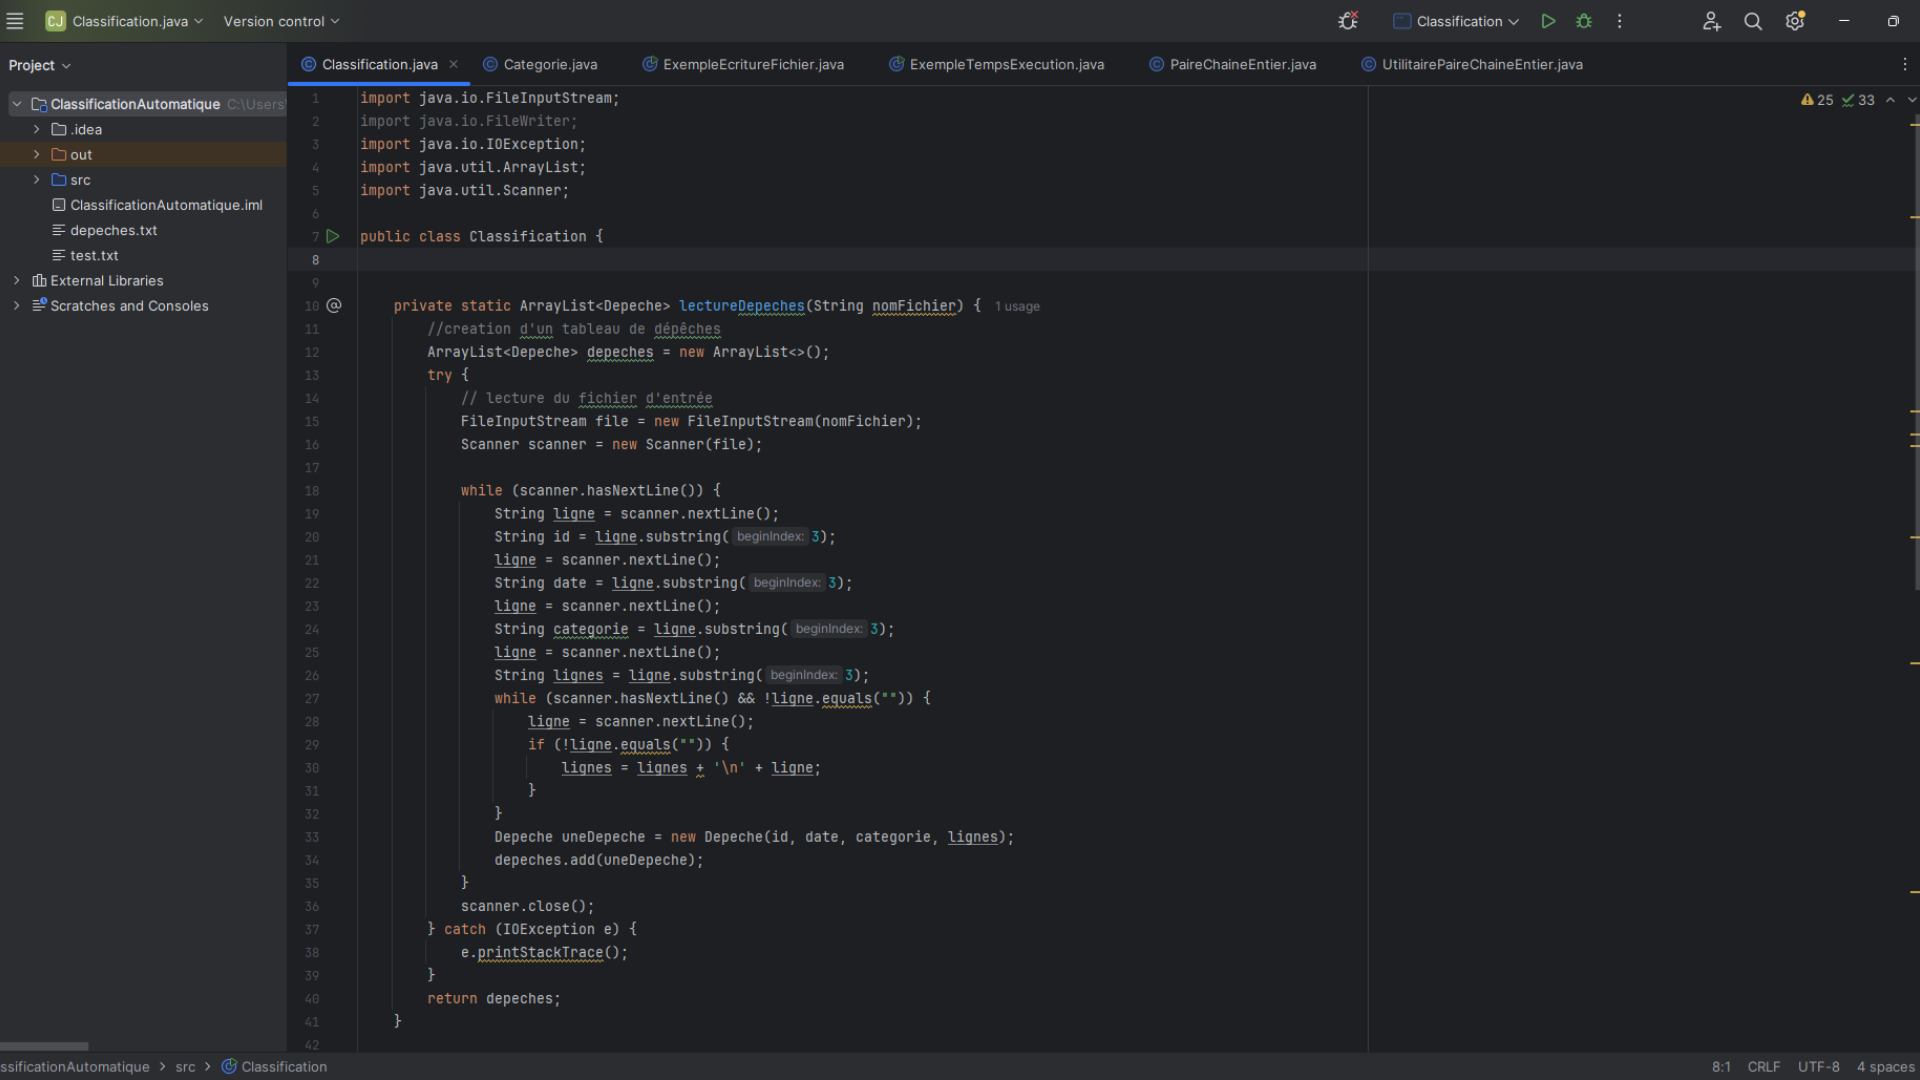 CJ Classification.java Version control Classification
Project
Classification.java Categorie.java ExempleEcritureFichier.java ExempleTempsExecution.java PaireChaineEntier.java UtilitairePaireChaineEntier.java
ClassificationAutomatique C:\Users
.idea
out
src
ClassificationAutomatique.iml
depeches.txt
test.txt
External Libraries
Scratches and Consoles
25 33
1 import java.io.FileInputStream;
2 import java.io.FileWriter;
3 import java.io.IOException;
4 import java.util.ArrayList;
5 import java.util.Scanner;
6
7 public class Classification {
8
9
10 @ private static ArrayList<Depeche> lectureDepeches(String nomFichier) { 1 usage
11 //creation d'un tableau de dépêches
12 ArrayList<Depeche> depeches = new ArrayList<>();
13 try {
14 // lecture du fichier d'entrée
15 FileInputStream file = new FileInputStream(nomFichier);
16 Scanner scanner = new Scanner(file);
17
18 while (scanner.hasNextLine()) {
19 String ligne = scanner.nextLine();
20 String id = ligne.substring( beginIndex: 3);
21 ligne = scanner.nextLine();
22 String date = ligne.substring( beginIndex: 3);
23 ligne = scanner.nextLine();
24 String categorie = ligne.substring( beginIndex: 3);
25 ligne = scanner.nextLine();
26 String lignes = ligne.substring( beginIndex: 3);
27 while (scanner.hasNextLine() && !ligne.equals("")) {
28 ligne = scanner.nextLine();
29 if (!ligne.equals("")) {
30 lignes = lignes + '\n' + ligne;
31 }
32 }
33 Depeche uneDepeche = new Depeche(id, date, categorie, lignes);
34 depeches.add(uneDepeche);
35 }
36 scanner.close();
37 } catch (IOException e) {
38 e.printStackTrace();
39 }
40 return depeches;
41 }
42
ssificationAutomatique > src > Classification 8:1 CRLF UTF-8 4 spaces